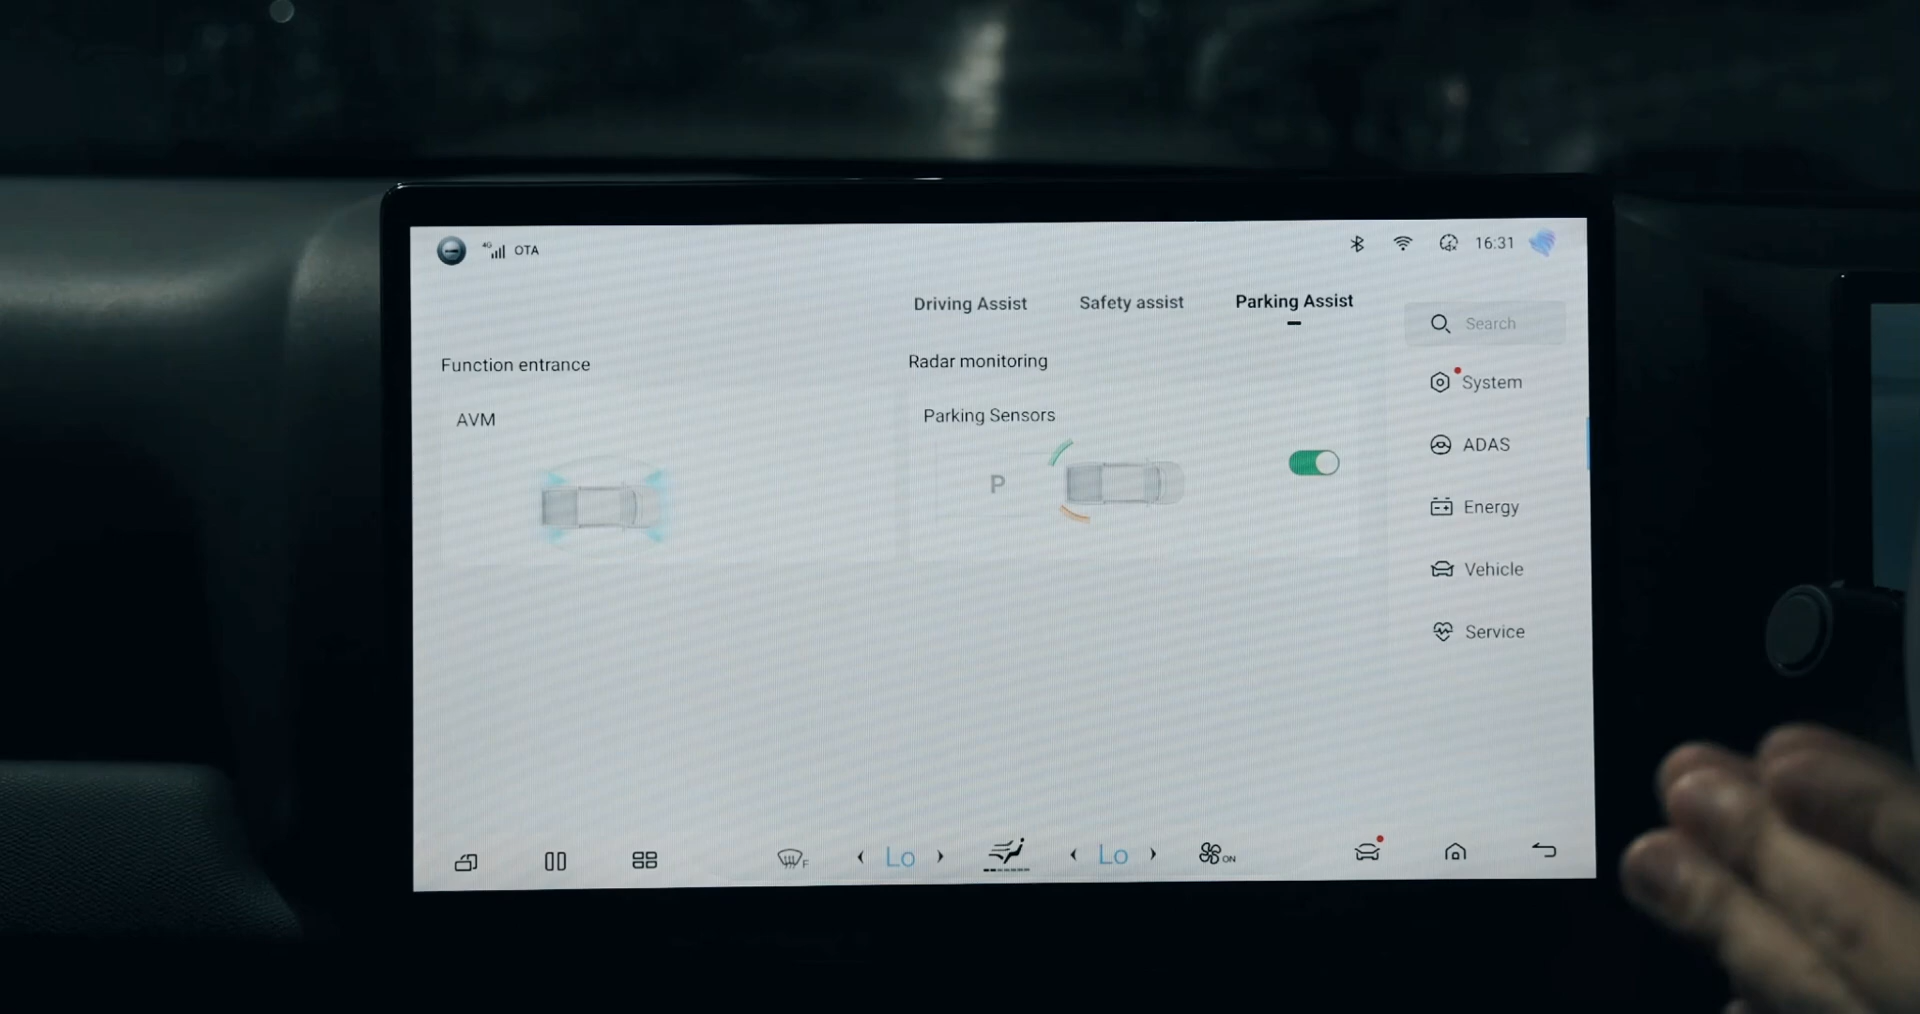 4G OTA
16:31
Driving Assist Safety assist Parking Assist
Search
Function entrance
Radar monitoring
System
AVM
Parking Sensors
ADAS
P
Energy
Vehicle
Service
F Lo Lo ON